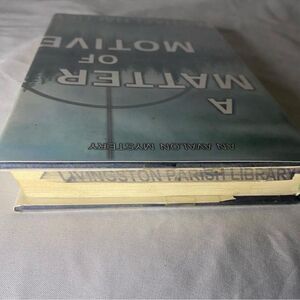 A
MATTER
OF
MOTIVE
AN AVALON MYSTERY
LIVINGSTON PARISH LIBRARY